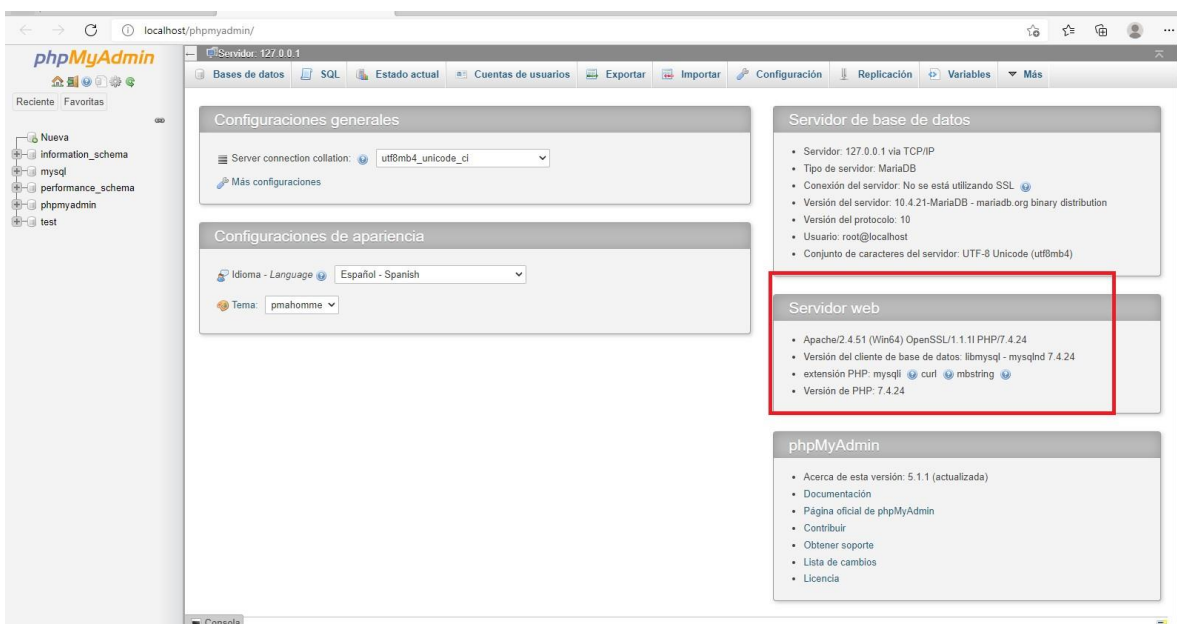 localhost/phpmyadmin/
phpMyAdmin
Reciente Favoritas
Nueva
information_schema
mysql
performance_schema
phpmyadmin
test
Servidor: 127.0.0.1
Bases de datos SQL Estado actual Cuentas de usuarios Exportar Importar Configuración Replicación Variables Más
Configuraciones generales
Server connection collation: utf8mb4_unicode_ci
Más configuraciones
Configuraciones de apariencia
Idioma - Language Español - Spanish
Tema: pmahomme
Servidor de base de datos
• Servidor: 127.0.0.1 via TCP/IP
• Tipo de servidor: MariaDB
• Conexión del servidor: No se está utilizando SSL
• Versión del servidor: 10.4.21-MariaDB - mariadb.org binary distribution
• Versión del protocolo: 10
• Usuario: root@localhost
• Conjunto de caracteres del servidor: UTF-8 Unicode (utf8mb4)
Servidor web
• Apache/2.4.51 (Win64) OpenSSL/1.1.1l PHP/7.4.24
• Versión del cliente de base de datos: libmysql - mysqlnd 7.4.24
• extensión PHP: mysqli curl mbstring
• Versión de PHP: 7.4.24
phpMyAdmin
• Acerca de esta versión: 5.1.1 (actualizada)
• Documentación
• Página oficial de phpMyAdmin
• Contribuir
• Obtener soporte
• Lista de cambios
• Licencia
Consola